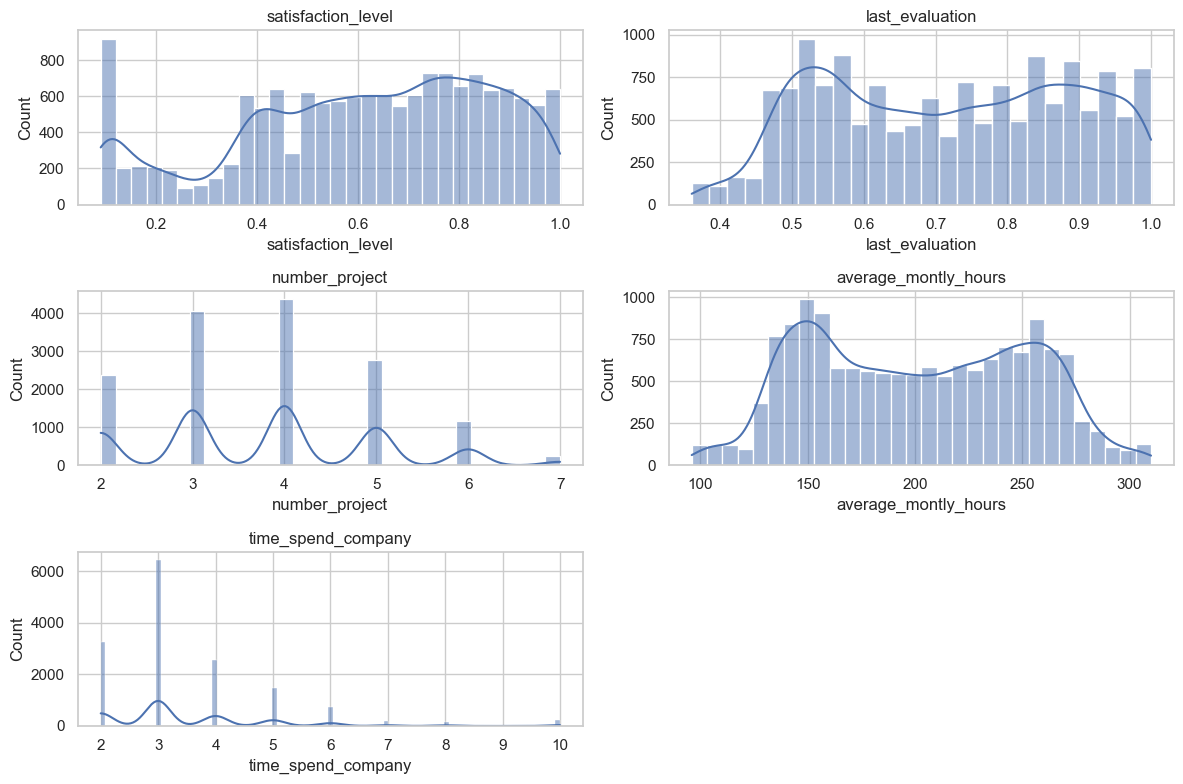 satisfaction_level
Count
800
600
400
200
0
0.2 0.4 0.6 0.8 1.0
satisfaction_level
last_evaluation
Count
1000
750
500
250
0
0.4 0.5 0.6 0.7 0.8 0.9 1.0
last_evaluation
number_project
Count
4000
3000
2000
1000
0
2 3 4 5 6 7
number_project
average_montly_hours
Count
1000
750
500
250
0
100 150 200 250 300
average_montly_hours
time_spend_company
Count
6000
4000
2000
0
2 3 4 5 6 7 8 9 10
time_spend_company